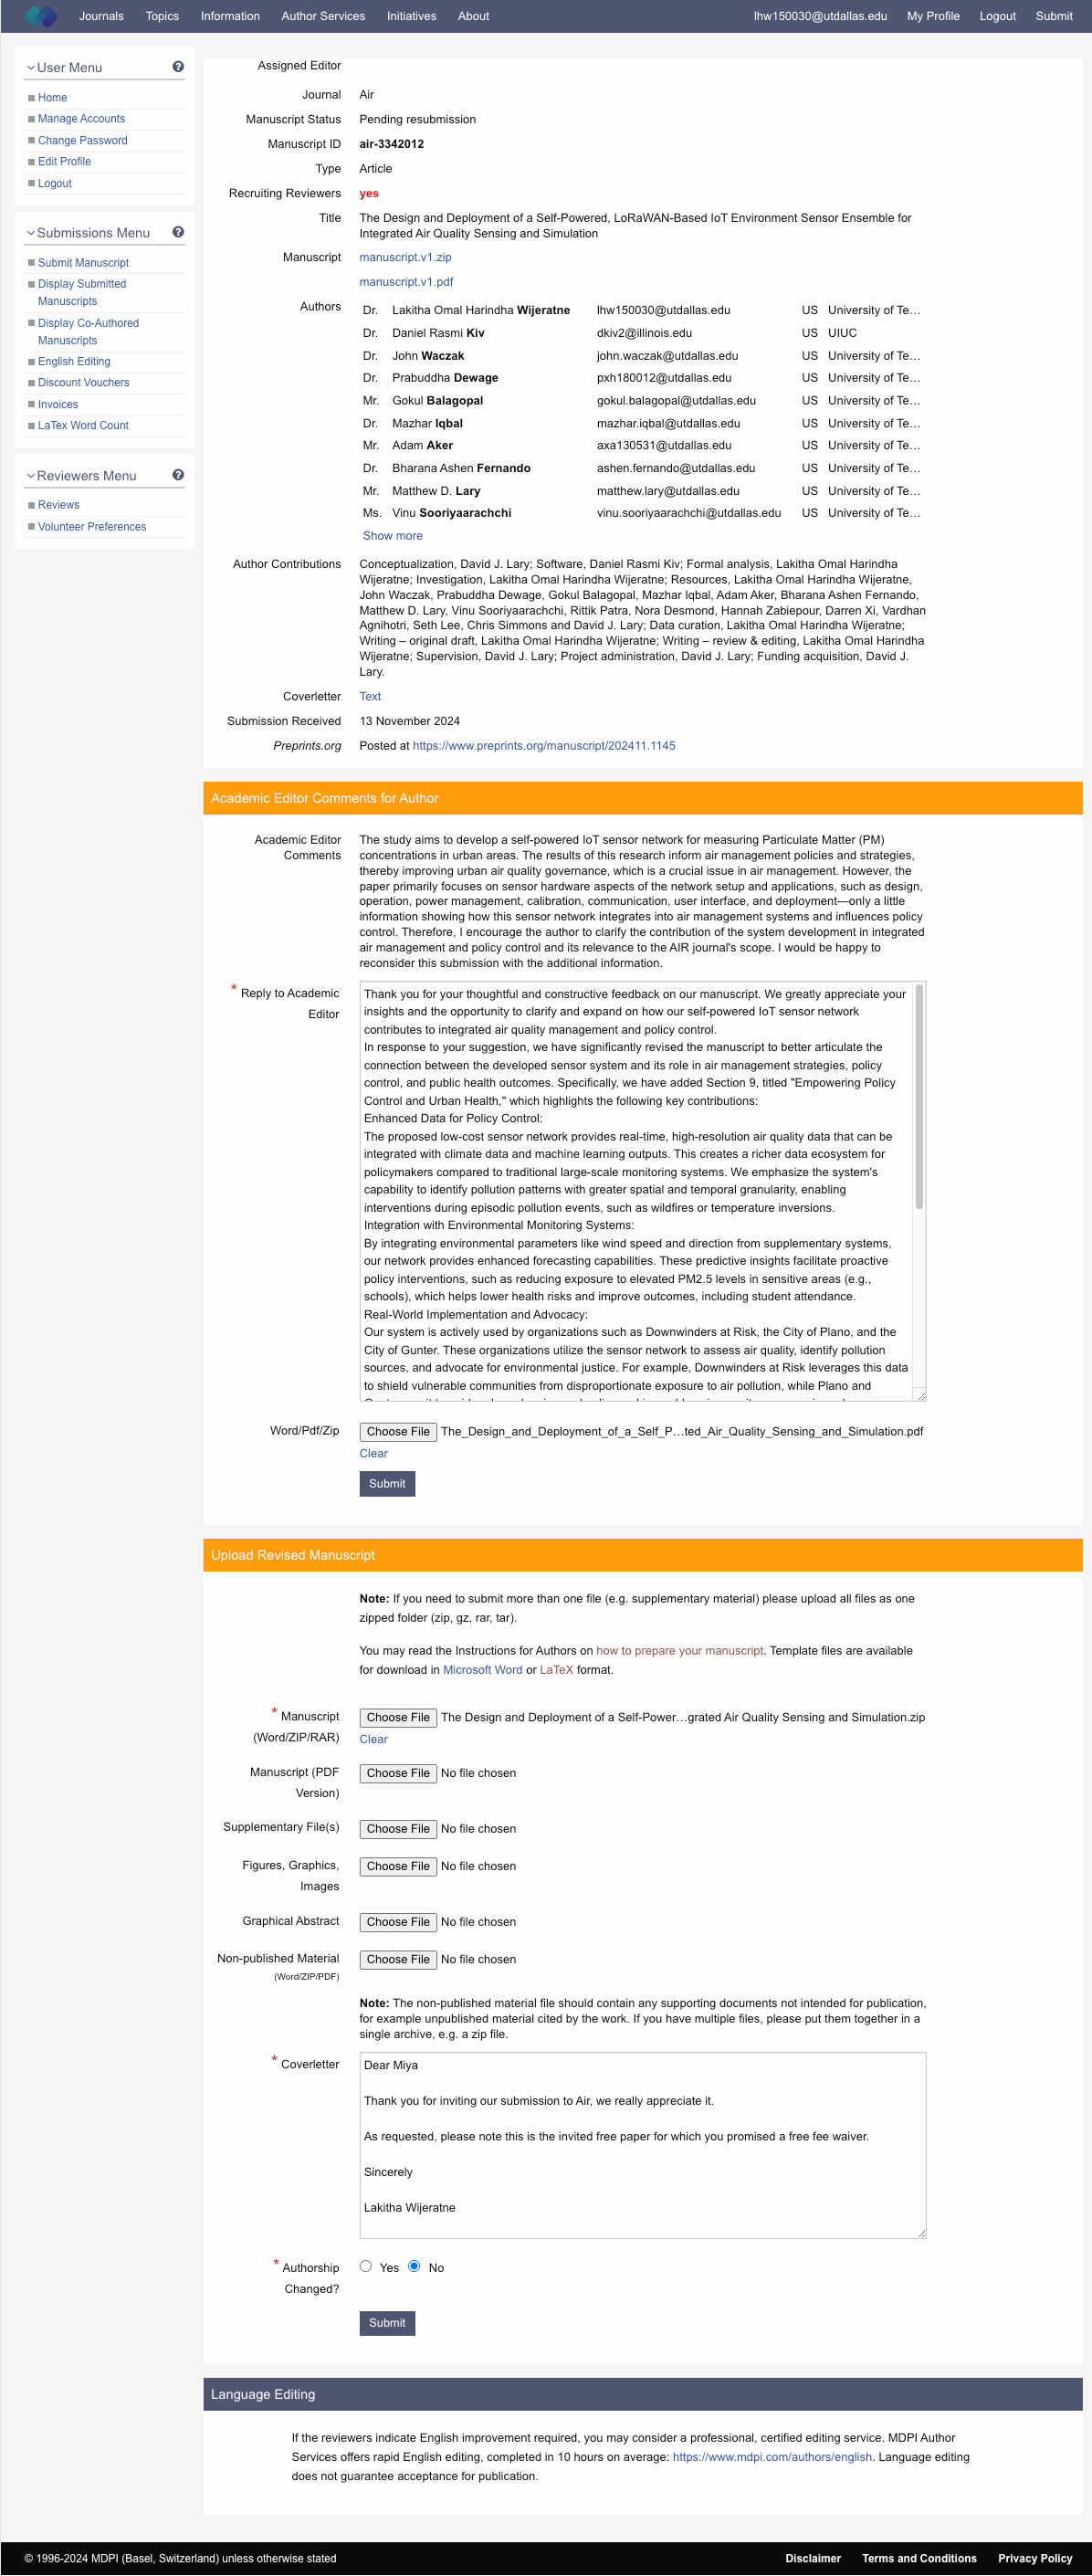 Journals Topics Information Author Services Initiatives About lhw150030@utdallas.edu My Profile Logout Submit
User Menu
Home
Manage Accounts
Change Password
Edit Profile
Logout
Submissions Menu
Submit Manuscript
Display Submitted
Manuscripts
Display Co-Authored
Manuscripts
English Editing
Discount Vouchers
Invoices
LaTex Word Count
Reviewers Menu
Reviews
Volunteer Preferences
Assigned Editor
Journal Air
Manuscript Status Pending resubmission
Manuscript ID air-3342012
Type Article
Recruiting Reviewers yes
Title The Design and Deployment of a Self-Powered, LoRaWAN-Based IoT Environment Sensor Ensemble for
Integrated Air Quality Sensing and Simulation
Manuscript manuscript.v1.zip
manuscript.v1.pdf
Authors Dr. Lakitha Omal Harindha Wijeratne lhw150030@utdallas.edu US University of Te…
Dr. Daniel Rasmi Kiv dkiv2@illinois.edu US UIUC
Dr. John Waczak john.waczak@utdallas.edu US University of Te…
Dr. Prabuddha Dewage pxh180012@utdallas.edu US University of Te…
Mr. Gokul Balagopal gokul.balagopal@utdallas.edu US University of Te…
Dr. Mazhar Iqbal mazhar.iqbal@utdallas.edu US University of Te…
Mr. Adam Aker axa130531@utdallas.edu US University of Te…
Dr. Bharana Ashen Fernando ashen.fernando@utdallas.edu US University of Te…
Mr. Matthew D. Lary matthew.lary@utdallas.edu US University of Te…
Ms. Vinu Sooriyaarachchi vinu.sooriyaarachchi@utdallas.edu US University of Te…
Show more
Author Contributions Conceptualization, David J. Lary; Software, Daniel Rasmi Kiv; Formal analysis, Lakitha Omal Harindha
Wijeratne; Investigation, Lakitha Omal Harindha Wijeratne; Resources, Lakitha Omal Harindha Wijeratne,
John Waczak, Prabuddha Dewage, Gokul Balagopal, Mazhar Iqbal, Adam Aker, Bharana Ashen Fernando,
Matthew D. Lary, Vinu Sooriyaarachchi, Rittik Patra, Nora Desmond, Hannah Zabiepour, Darren Xi, Vardhan
Agnihotri, Seth Lee, Chris Simmons and David J. Lary; Data curation, Lakitha Omal Harindha Wijeratne;
Writing – original draft, Lakitha Omal Harindha Wijeratne; Writing – review & editing, Lakitha Omal Harindha
Wijeratne; Supervision, David J. Lary; Project administration, David J. Lary; Funding acquisition, David J.
Lary.
Coverletter Text
Submission Received 13 November 2024
Preprints.org Posted at https://www.preprints.org/manuscript/202411.1145
Academic Editor Comments for Author
Academic Editor
Comments
The study aims to develop a self-powered IoT sensor network for measuring Particulate Matter (PM)
concentrations in urban areas. The results of this research inform air management policies and strategies,
thereby improving urban air quality governance, which is a crucial issue in air management. However, the
paper primarily focuses on sensor hardware aspects of the network setup and applications, such as design,
operation, power management, calibration, communication, user interface, and deployment—only a little
information showing how this sensor network integrates into air management systems and influences policy
control. Therefore, I encourage the author to clarify the contribution of the system development in integrated
air management and policy control and its relevance to the AIR journal's scope. I would be happy to
reconsider this submission with the additional information.
* Reply to Academic
Editor
Thank you for your thoughtful and constructive feedback on our manuscript. We greatly appreciate your
insights and the opportunity to clarify and expand on how our self-powered IoT sensor network
contributes to integrated air quality management and policy control.
In response to your suggestion, we have significantly revised the manuscript to better articulate the
connection between the developed sensor system and its role in air management strategies, policy
control, and public health outcomes. Specifically, we have added Section 9, titled "Empowering Policy
Control and Urban Health," which highlights the following key contributions:
Enhanced Data for Policy Control:
The proposed low-cost sensor network provides real-time, high-resolution air quality data that can be
integrated with climate data and machine learning outputs. This creates a richer data ecosystem for
policymakers compared to traditional large-scale monitoring systems. We emphasize the system's
capability to identify pollution patterns with greater spatial and temporal granularity, enabling
interventions during episodic pollution events, such as wildfires or temperature inversions.
Integration with Environmental Monitoring Systems:
By integrating environmental parameters like wind speed and direction from supplementary systems,
our network provides enhanced forecasting capabilities. These predictive insights facilitate proactive
policy interventions, such as reducing exposure to elevated PM2.5 levels in sensitive areas (e.g.,
schools), which helps lower health risks and improve outcomes, including student attendance.
Real-World Implementation and Advocacy:
Our system is actively used by organizations such as Downwinders at Risk, the City of Plano, and the
City of Gunter. These organizations utilize the sensor network to assess air quality, identify pollution
sources, and advocate for environmental justice. For example, Downwinders at Risk leverages this data
to shield vulnerable communities from disproportionate exposure to air pollution, while Plano and
Word/Pdf/Zip Choose File The_Design_and_Deployment_of_a_Self_P…ted_Air_Quality_Sensing_and_Simulation.pdf
Clear
Submit
Upload Revised Manuscript
Note: If you need to submit more than one file (e.g. supplementary material) please upload all files as one
zipped folder (zip, gz, rar, tar).
You may read the Instructions for Authors on how to prepare your manuscript. Template files are available
for download in Microsoft Word or LaTeX format.
* Manuscript
(Word/ZIP/RAR)
Choose File The Design and Deployment of a Self-Power…grated Air Quality Sensing and Simulation.zip
Clear
Manuscript (PDF
Version)
Choose File No file chosen
Supplementary File(s) Choose File No file chosen
Figures, Graphics,
Images
Choose File No file chosen
Graphical Abstract Choose File No file chosen
Non-published Material
(Word/ZIP/PDF)
Choose File No file chosen
Note: The non-published material file should contain any supporting documents not intended for publication,
for example unpublished material cited by the work. If you have multiple files, please put them together in a
single archive, e.g. a zip file.
* Coverletter
Dear Miya
Thank you for inviting our submission to Air, we really appreciate it.
As requested, please note this is the invited free paper for which you promised a free fee waiver.
Sincerely
Lakitha Wijeratne
* Authorship
Changed?
Yes No
Submit
Language Editing
If the reviewers indicate English improvement required, you may consider a professional, certified editing service. MDPI Author
Services offers rapid English editing, completed in 10 hours on average: https://www.mdpi.com/authors/english. Language editing
does not guarantee acceptance for publication.
© 1996-2024 MDPI (Basel, Switzerland) unless otherwise stated Disclaimer Terms and Conditions Privacy Policy